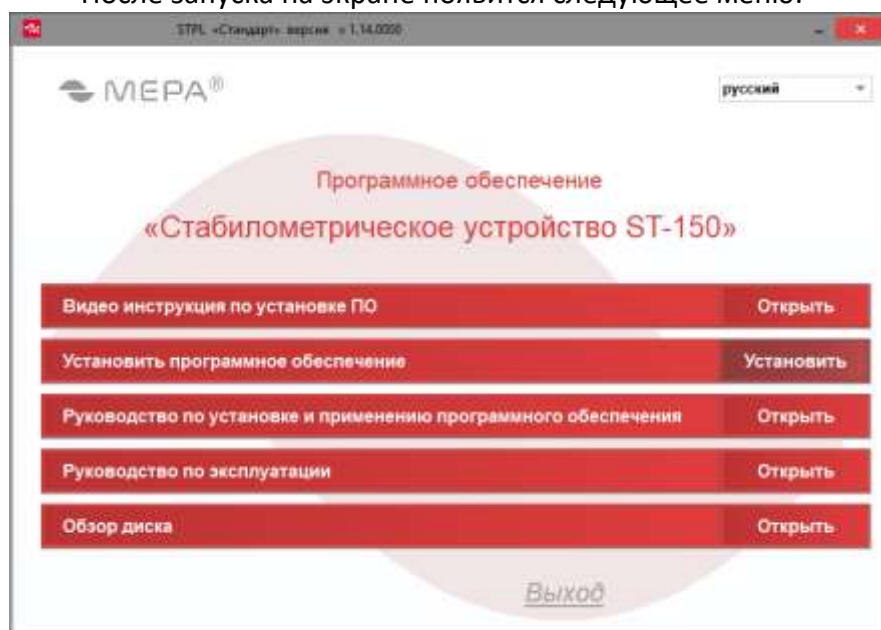 После запуска на экране появится следующее меню:
STPL «Стандарт» версия v 1.14.0000
МЕРА®
русский
Программное обеспечение
«Стабилометрическое устройство ST-150»
Видео инструкция по установке ПО Открыть
Установить программное обеспечение Установить
Руководство по установке и применению программного обеспечения Открыть
Руководство по эксплуатации Открыть
Обзор диска Открыть
Выход